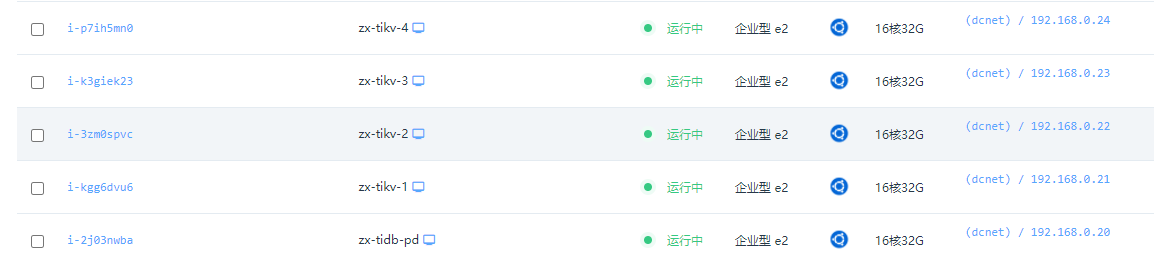 i-p7ih5mn0 zx-tikv-4 运行中 企业型 e2 16核32G (dcnet) / 192.168.0.24
i-k3giek23 zx-tikv-3 运行中 企业型 e2 16核32G (dcnet) / 192.168.0.23
i-3zm0spvc zx-tikv-2 运行中 企业型 e2 16核32G (dcnet) / 192.168.0.22
i-kgg6dvu6 zx-tikv-1 运行中 企业型 e2 16核32G (dcnet) / 192.168.0.21
i-2j03nwba zx-tidb-pd 运行中 企业型 e2 16核32G (dcnet) / 192.168.0.20